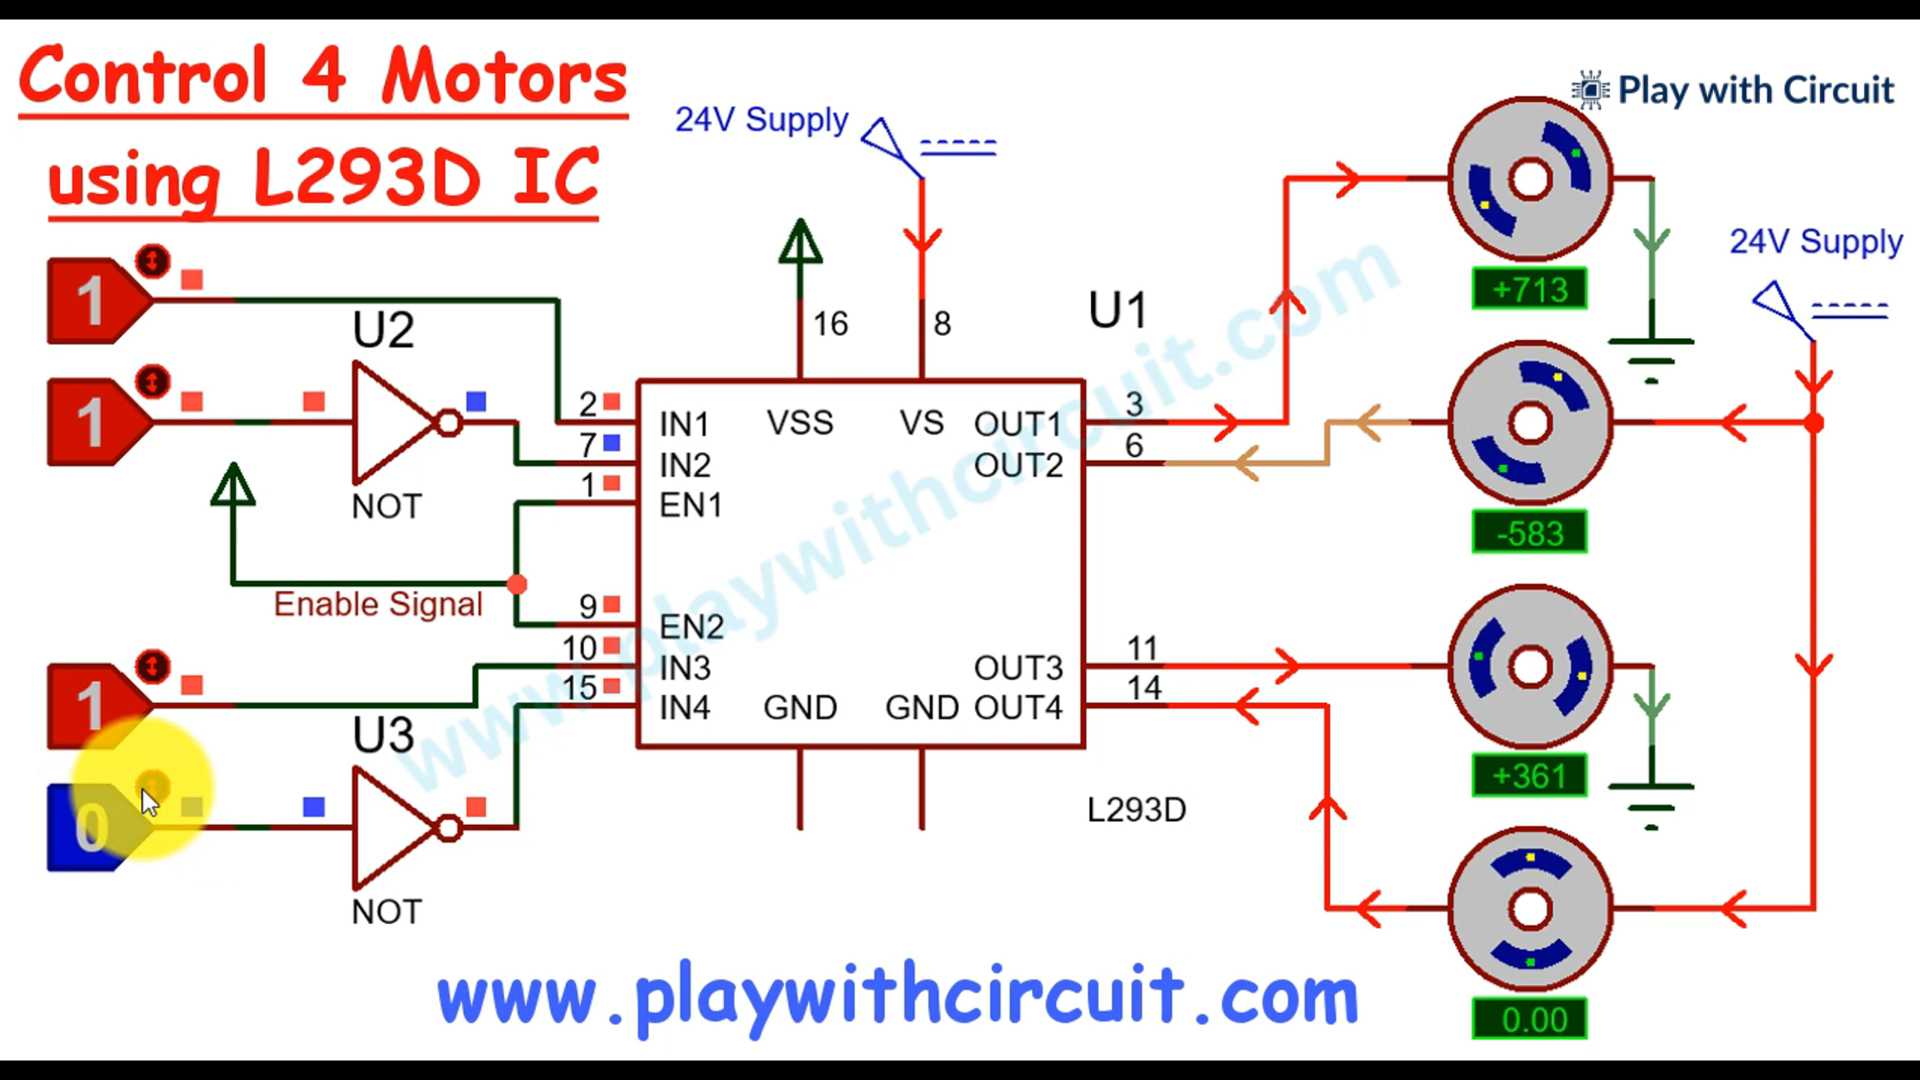 Control 4 Motors
using L293D IC
Play with Circuit
24V Supply
24V Supply
1
1
U2
NOT
Enable Signal
1
0
U3
NOT
16
8
U1
2
7
1
9
10
15
IN1
IN2
EN1
EN2
IN3
IN4
VSS
VS
OUT1
OUT2
OUT3
GND
GND
OUT4
3
6
11
14
L293D
+713
-583
+361
0.00
www.playwithcircuit.com
www.playwithcircuit.com